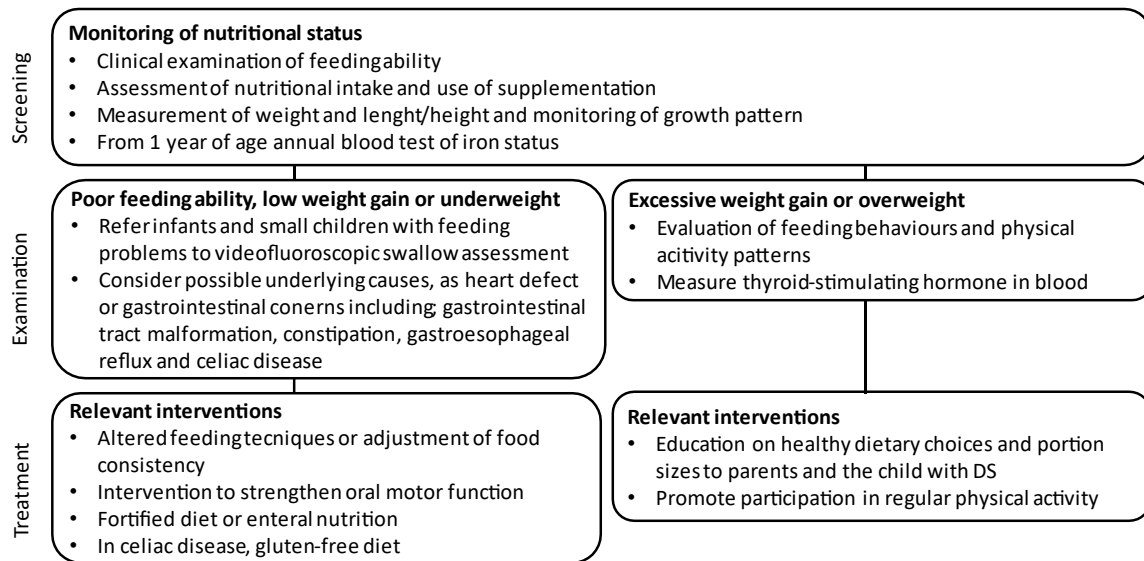 Screening
Monitoring of nutritional status
• Clinical examination of feeding ability
• Assessment of nutritional intake and use of supplementation
• Measurement of weight and lenght/height and monitoring of growth pattern
• From 1 year of age annual blood test of iron status
Examination
Poor feeding ability, low weight gain or underweight
• Refer infants and small children with feeding
problems to videofluoroscopic swallow assessment
• Consider possible underlying causes, as heart defect
or gastrointestinal conerns including; gastrointestinal
tract malformation, constipation, gastroesophageal
reflux and celiac disease
Excessive weight gain or overweight
• Evaluation of feeding behaviours and physical
acitivity patterns
• Measure thyroid-stimulating hormone in blood
Treatment
Relevant interventions
• Altered feeding tecniques or adjustment of food
consistency
• Intervention to strengthen oral motor function
• Fortified diet or enteral nutrition
• In celiac disease, gluten-free diet
Relevant interventions
• Education on healthy dietary choices and portion
sizes to parents and the child with DS
• Promote participation in regular physical activity